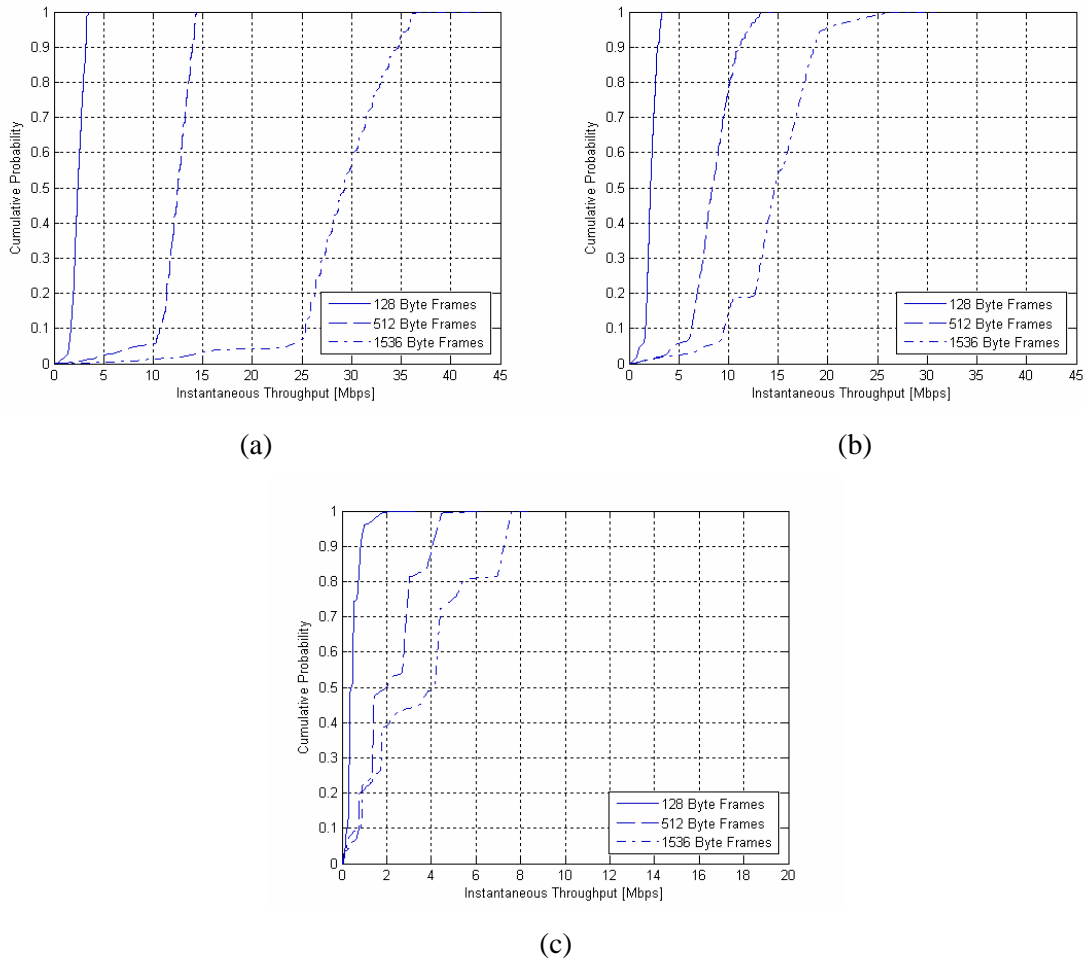 1
0.9
0.8
0.7
0.6
0.5
0.4
0.3
0.2
0.1
0
Cumulative Probability
128 Byte Frames
512 Byte Frames
1536 Byte Frames
0 5 10 15 20 25 30 35 40 45
Instantaneous Throughput [Mbps]
(a)
1
0.9
0.8
0.7
0.6
0.5
0.4
0.3
0.2
0.1
0
Cumulative Probability
128 Byte Frames
512 Byte Frames
1536 Byte Frames
0 5 10 15 20 25 30 35 40 45
Instantaneous Throughput [Mbps]
(b)
1
0.9
0.8
0.7
0.6
0.5
0.4
0.3
0.2
0.1
0
Cumulative Probability
128 Byte Frames
512 Byte Frames
1536 Byte Frames
0 2 4 6 8 10 12 14 16 18 20
Instantaneous Throughput [Mbps]
(c)